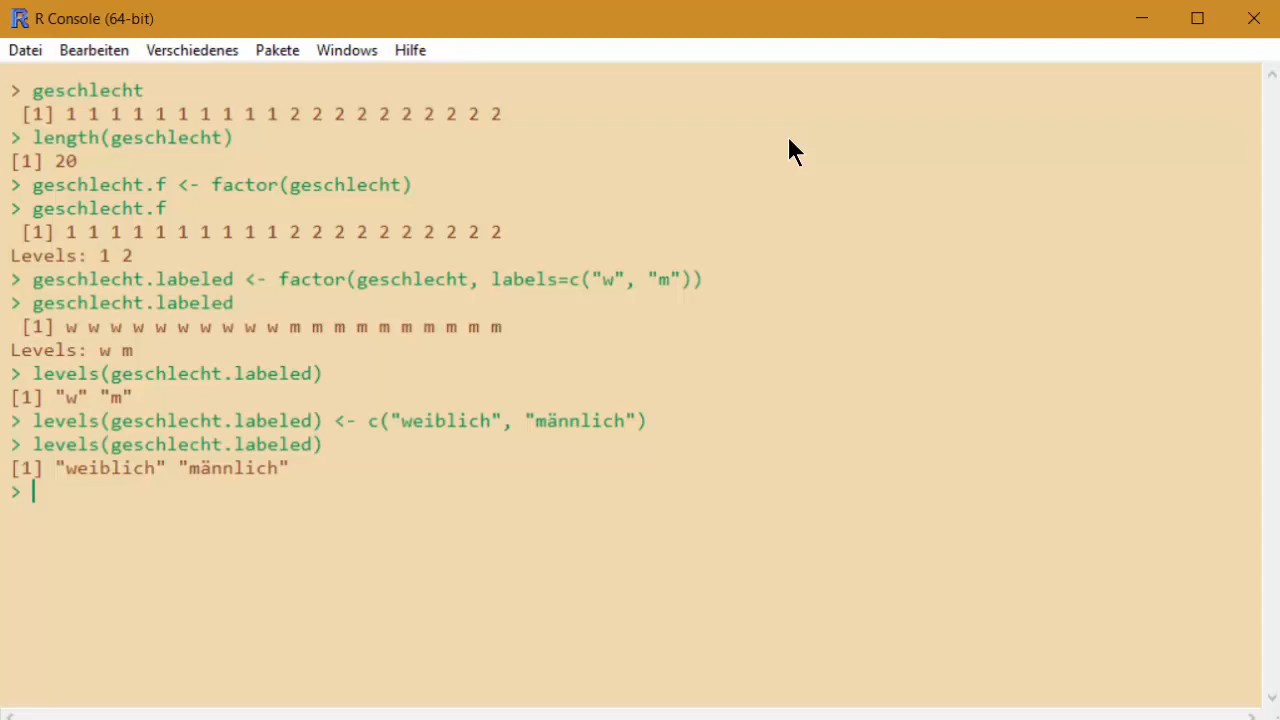 R Console (64-bit)
Datei Bearbeiten Verschiedenes Pakete Windows Hilfe
> geschlecht
[1] 1 1 1 1 1 1 1 1 1 1 2 2 2 2 2 2 2 2 2 2
> length(geschlecht)
[1] 20
> geschlecht.f <- factor(geschlecht)
> geschlecht.f
[1] 1 1 1 1 1 1 1 1 1 1 2 2 2 2 2 2 2 2 2 2
Levels: 1 2
> geschlecht.labeled <- factor(geschlecht, labels=c("w", "m"))
> geschlecht.labeled
[1] w w w w w w w w w w m m m m m m m m m m
Levels: w m
> levels(geschlecht.labeled)
[1] "w" "m"
> levels(geschlecht.labeled) <- c("weiblich", "männlich")
> levels(geschlecht.labeled)
[1] "weiblich" "männlich"
>